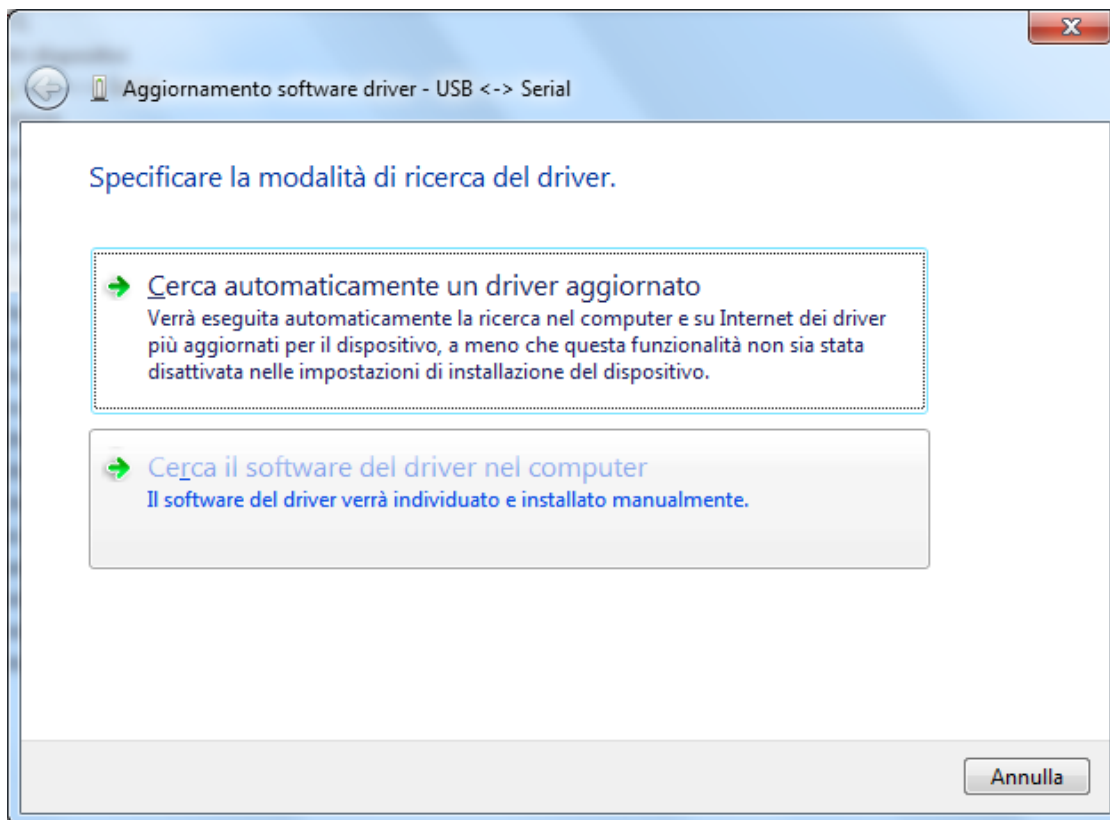 Aggiornamento software driver - USB <-> Serial
Specificare la modalità di ricerca del driver.
Cerca automaticamente un driver aggiornato
Verrà eseguita automaticamente la ricerca nel computer e su Internet dei driver
più aggiornati per il dispositivo, a meno che questa funzionalità non sia stata
disattivata nelle impostazioni di installazione del dispositivo.
Cerca il software del driver nel computer
Il software del driver verrà individuato e installato manualmente.
Annulla